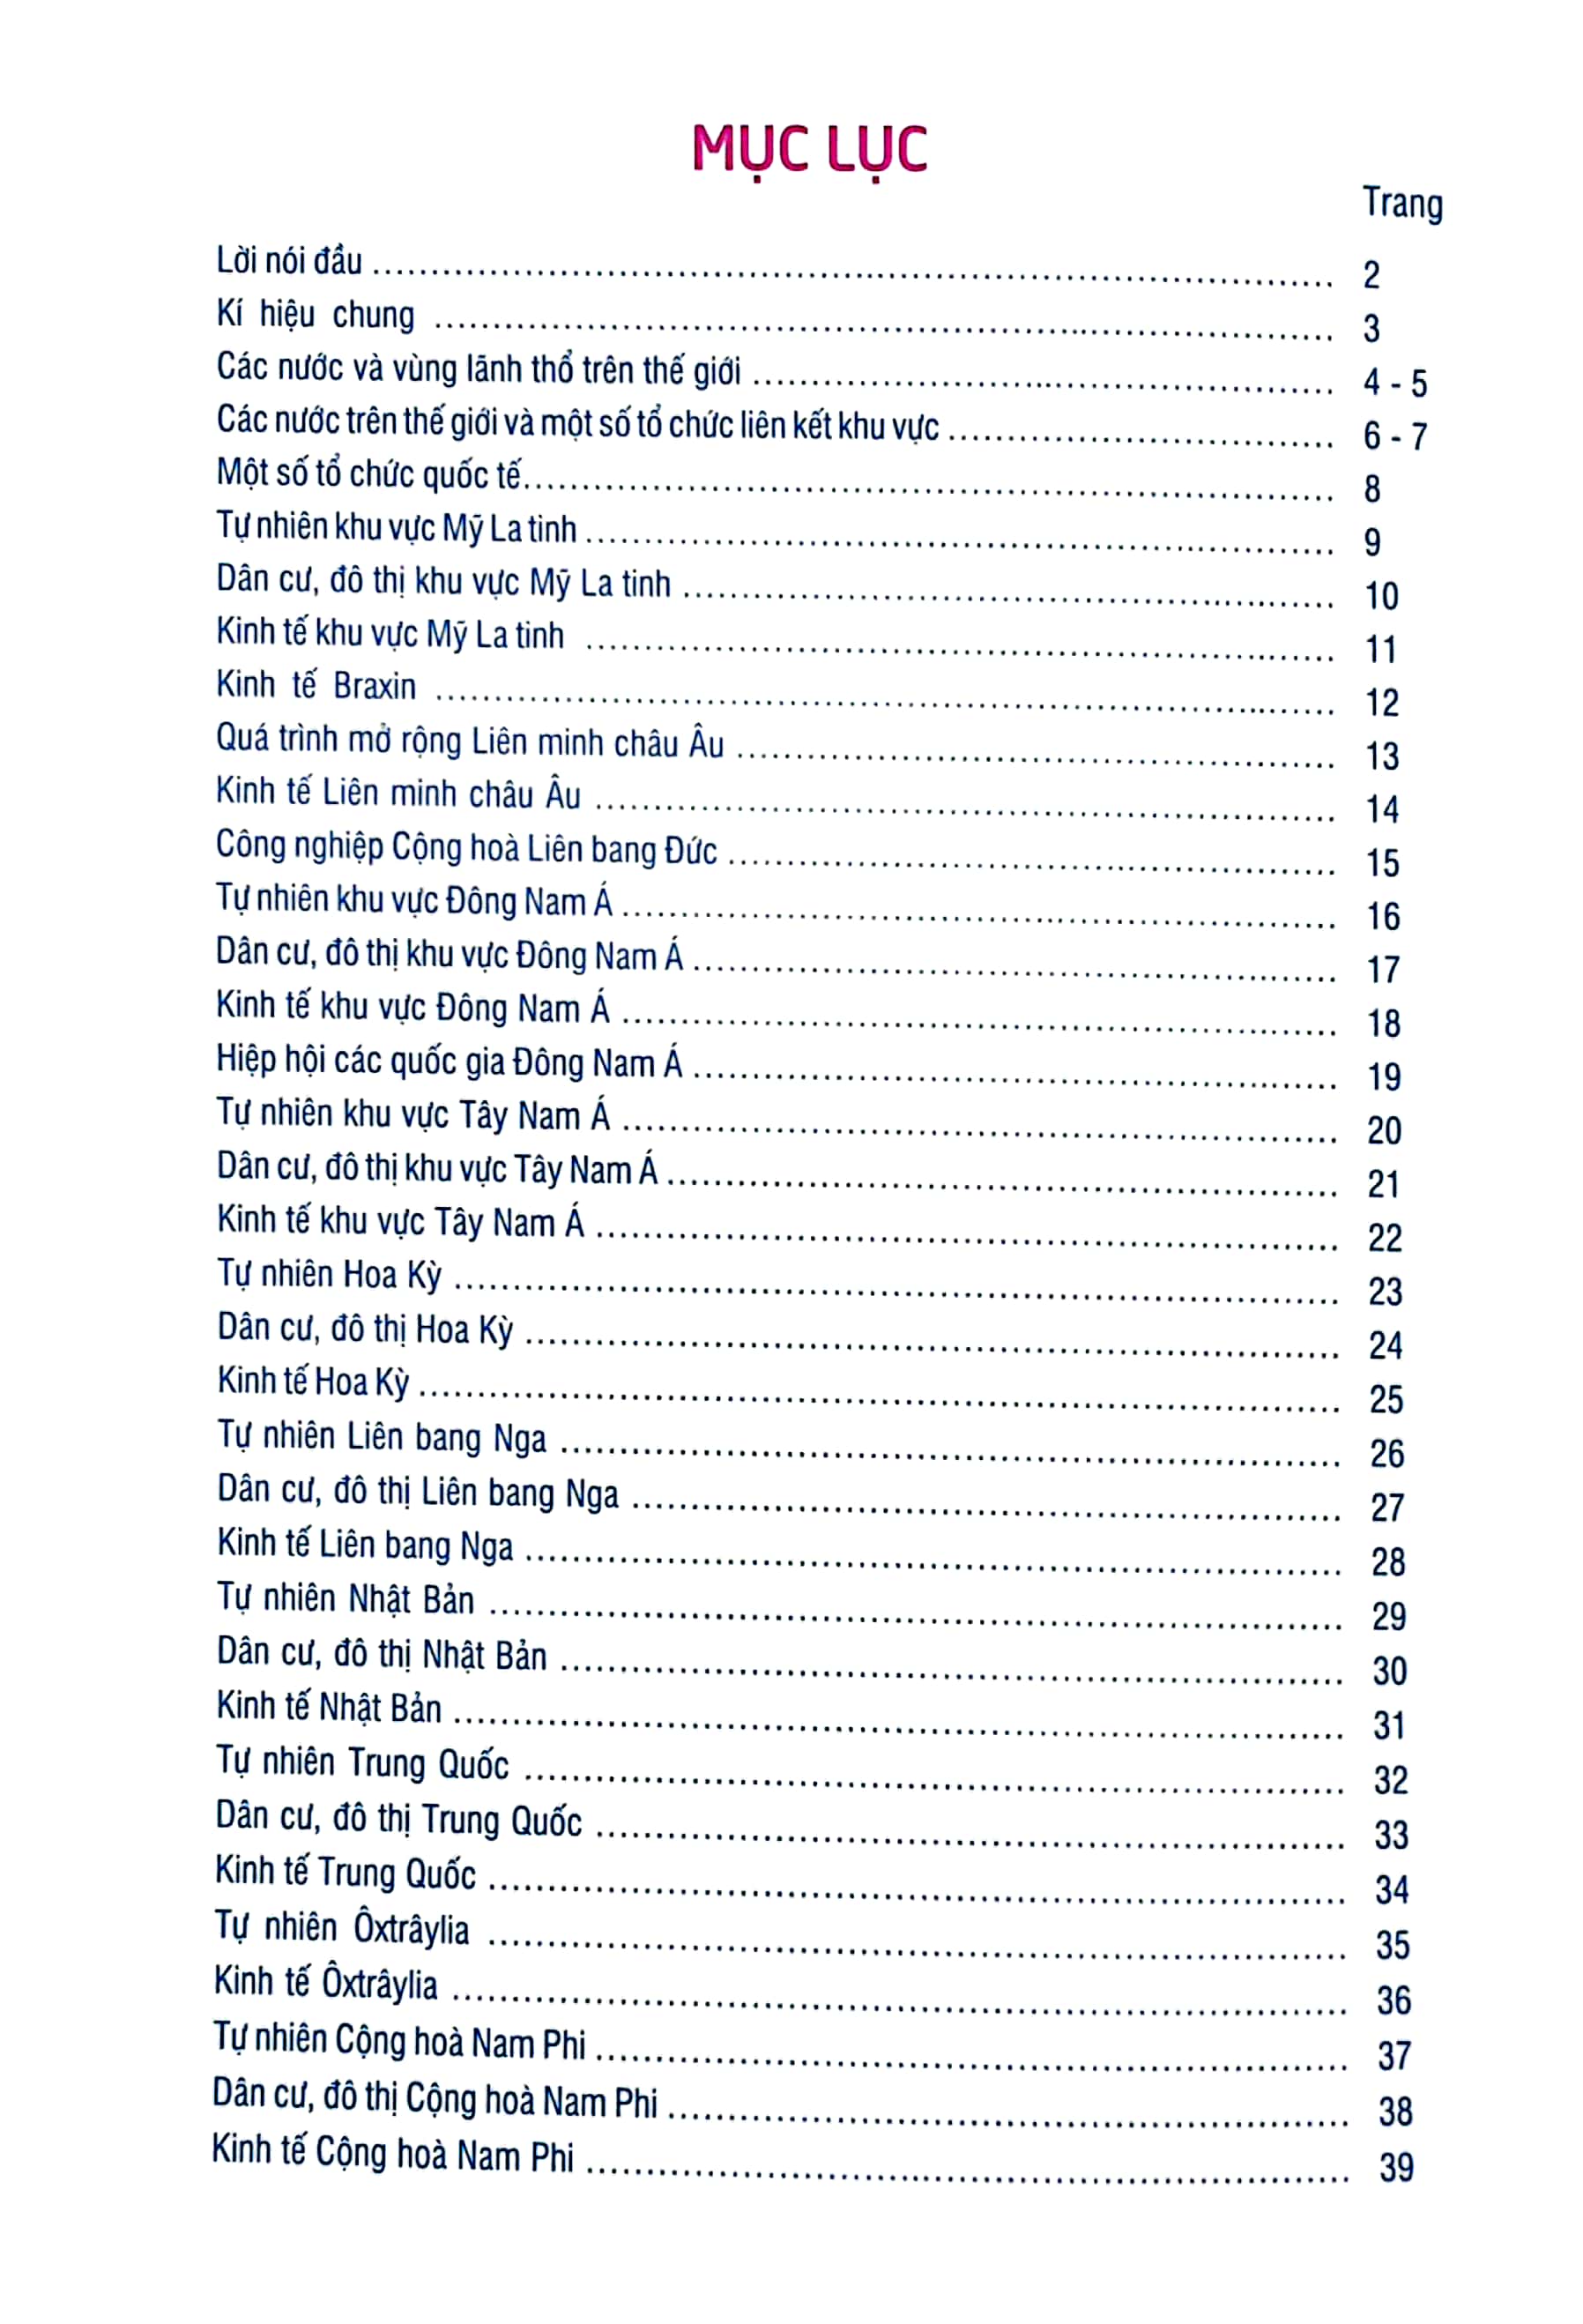 MỤC LỤC
Trang
Lời nói đầu ........ 2
Kí hiệu chung ........ 3
Các nước và vùng lãnh thổ trên thế giới ........ 4 - 5
Các nước trên thế giới và một số tổ chức liên kết khu vực ........ 6 - 7
Một số tổ chức quốc tế ........ 8
Tự nhiên khu vực Mỹ La tinh ........ 9
Dân cư, đô thị khu vực Mỹ La tinh ........ 10
Kinh tế khu vực Mỹ La tinh ........ 11
Kinh tế Braxin ........ 12
Quá trình mở rộng Liên minh châu Âu ........ 13
Kinh tế Liên minh châu Âu ........ 14
Công nghiệp Cộng hoà Liên bang Đức ........ 15
Tự nhiên khu vực Đông Nam Á ........ 16
Dân cư, đô thị khu vực Đông Nam Á ........ 17
Kinh tế khu vực Đông Nam Á ........ 18
Hiệp hội các quốc gia Đông Nam Á ........ 19
Tự nhiên khu vực Tây Nam Á ........ 20
Dân cư, đô thị khu vực Tây Nam Á ........ 21
Kinh tế khu vực Tây Nam Á ........ 22
Tự nhiên Hoa Kỳ ........ 23
Dân cư, đô thị Hoa Kỳ ........ 24
Kinh tế Hoa Kỳ ........ 25
Tự nhiên Liên bang Nga ........ 26
Dân cư, đô thị Liên bang Nga ........ 27
Kinh tế Liên bang Nga ........ 28
Tự nhiên Nhật Bản ........ 29
Dân cư, đô thị Nhật Bản ........ 30
Kinh tế Nhật Bản ........ 31
Tự nhiên Trung Quốc ........ 32
Dân cư, đô thị Trung Quốc ........ 33
Kinh tế Trung Quốc ........ 34
Tự nhiên Ôxtrâylia ........ 35
Kinh tế Ôxtrâylia ........ 36
Tự nhiên Cộng hoà Nam Phi ........ 37
Dân cư, đô thị Cộng hoà Nam Phi ........ 38
Kinh tế Cộng hoà Nam Phi ........ 39